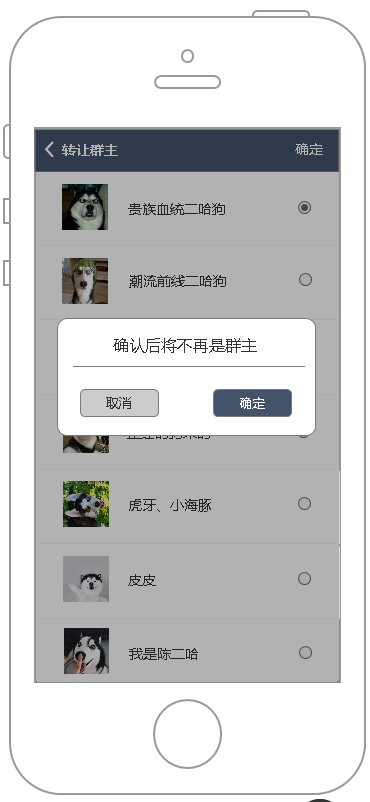 转让群主
确定
贵族血统二哈狗
潮流前线二哈狗
确认后将不再是群主
取消
确定
虎牙、小海豚
皮皮
我是陈二哈